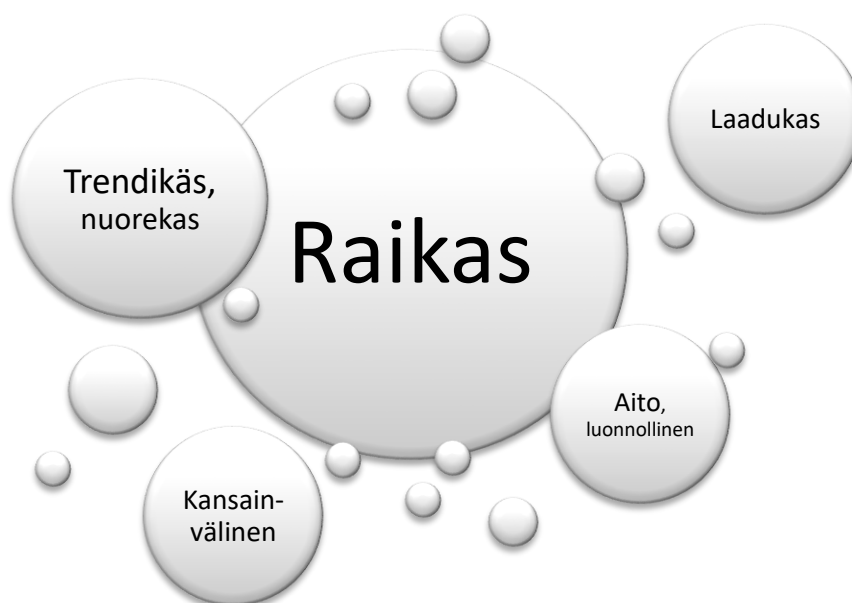 Laadukas
Trendikäs,
nuorekas
Raikas
Aito,
luonnollinen
Kansain-
välinen